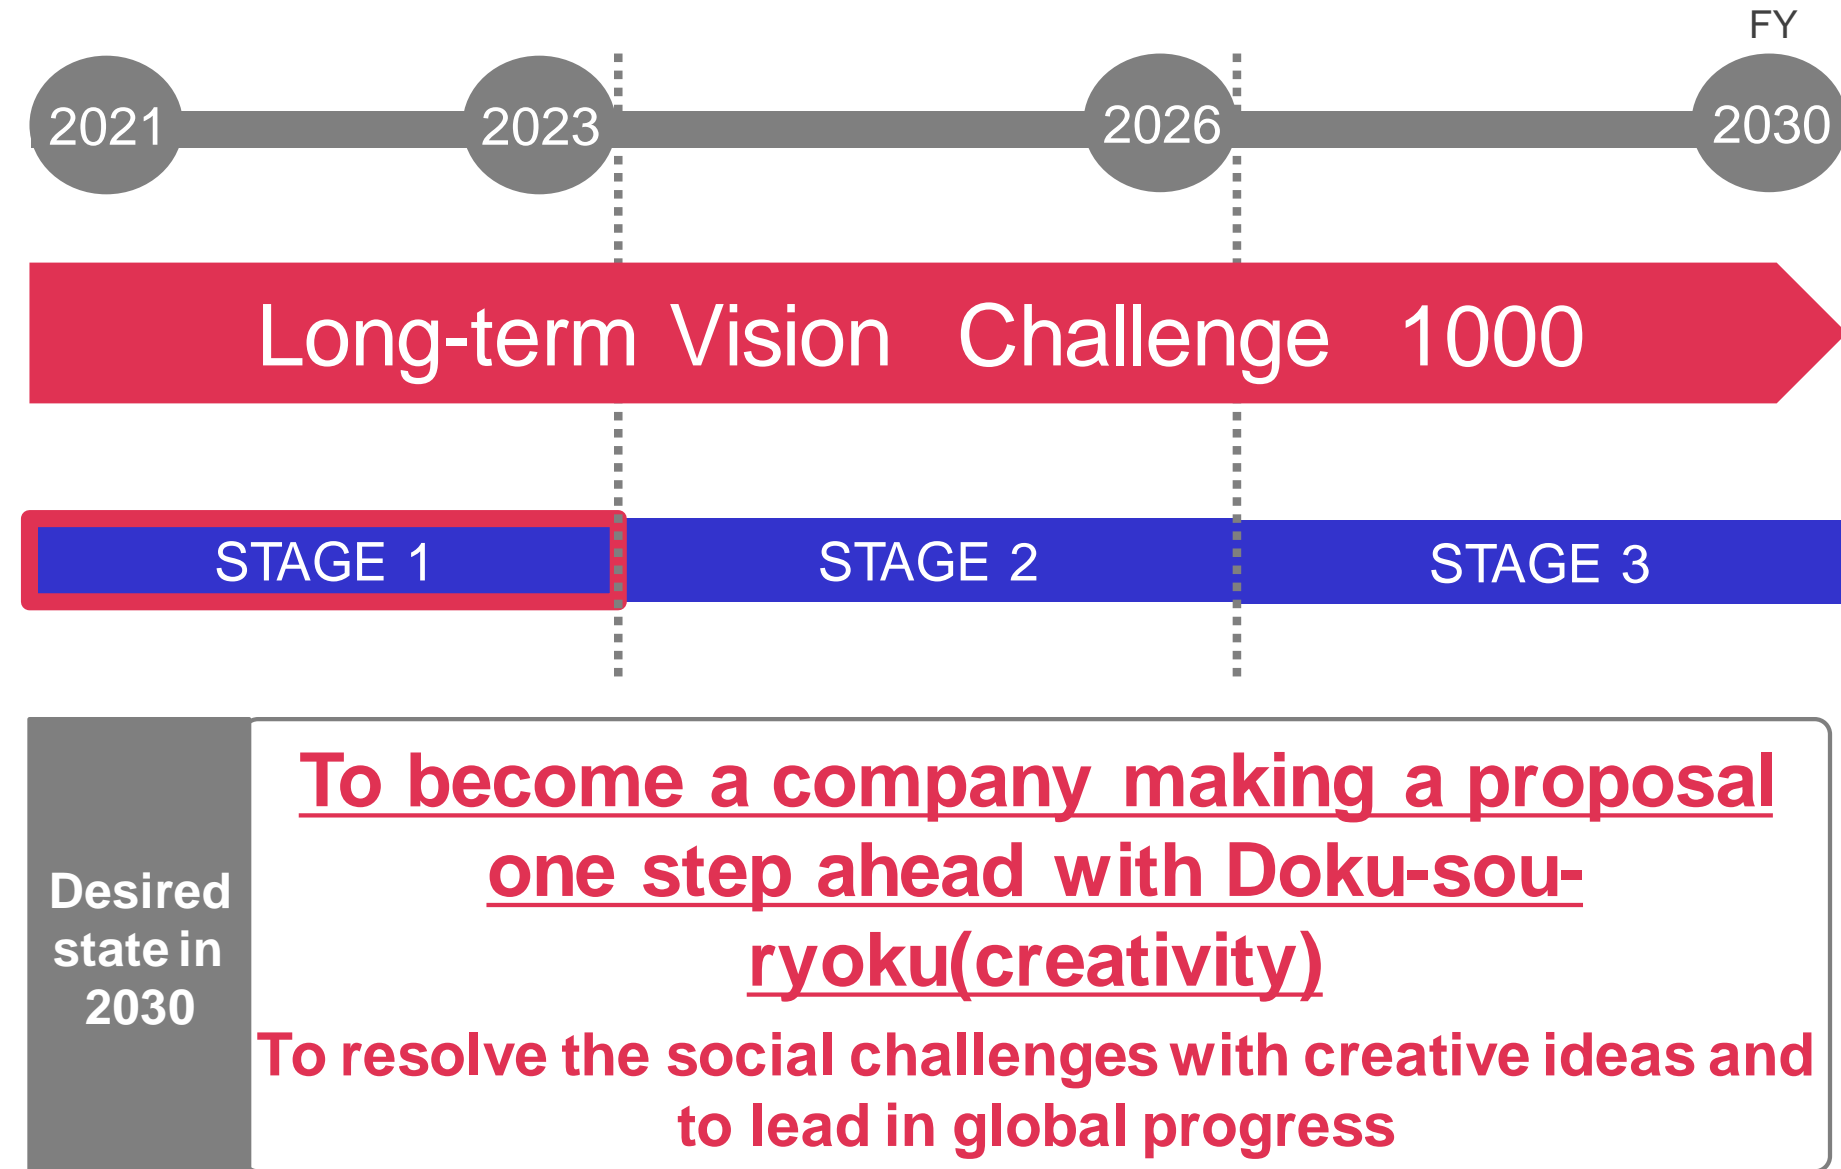 FY
2021 2023 2026 2030
Long-term Vision Challenge 1000
STAGE 1 STAGE 2 STAGE 3
Desired
state in
2030
To become a company making a proposal
one step ahead with Doku-sou-
ryoku(creativity)
To resolve the social challenges with creative ideas and
to lead in global progress